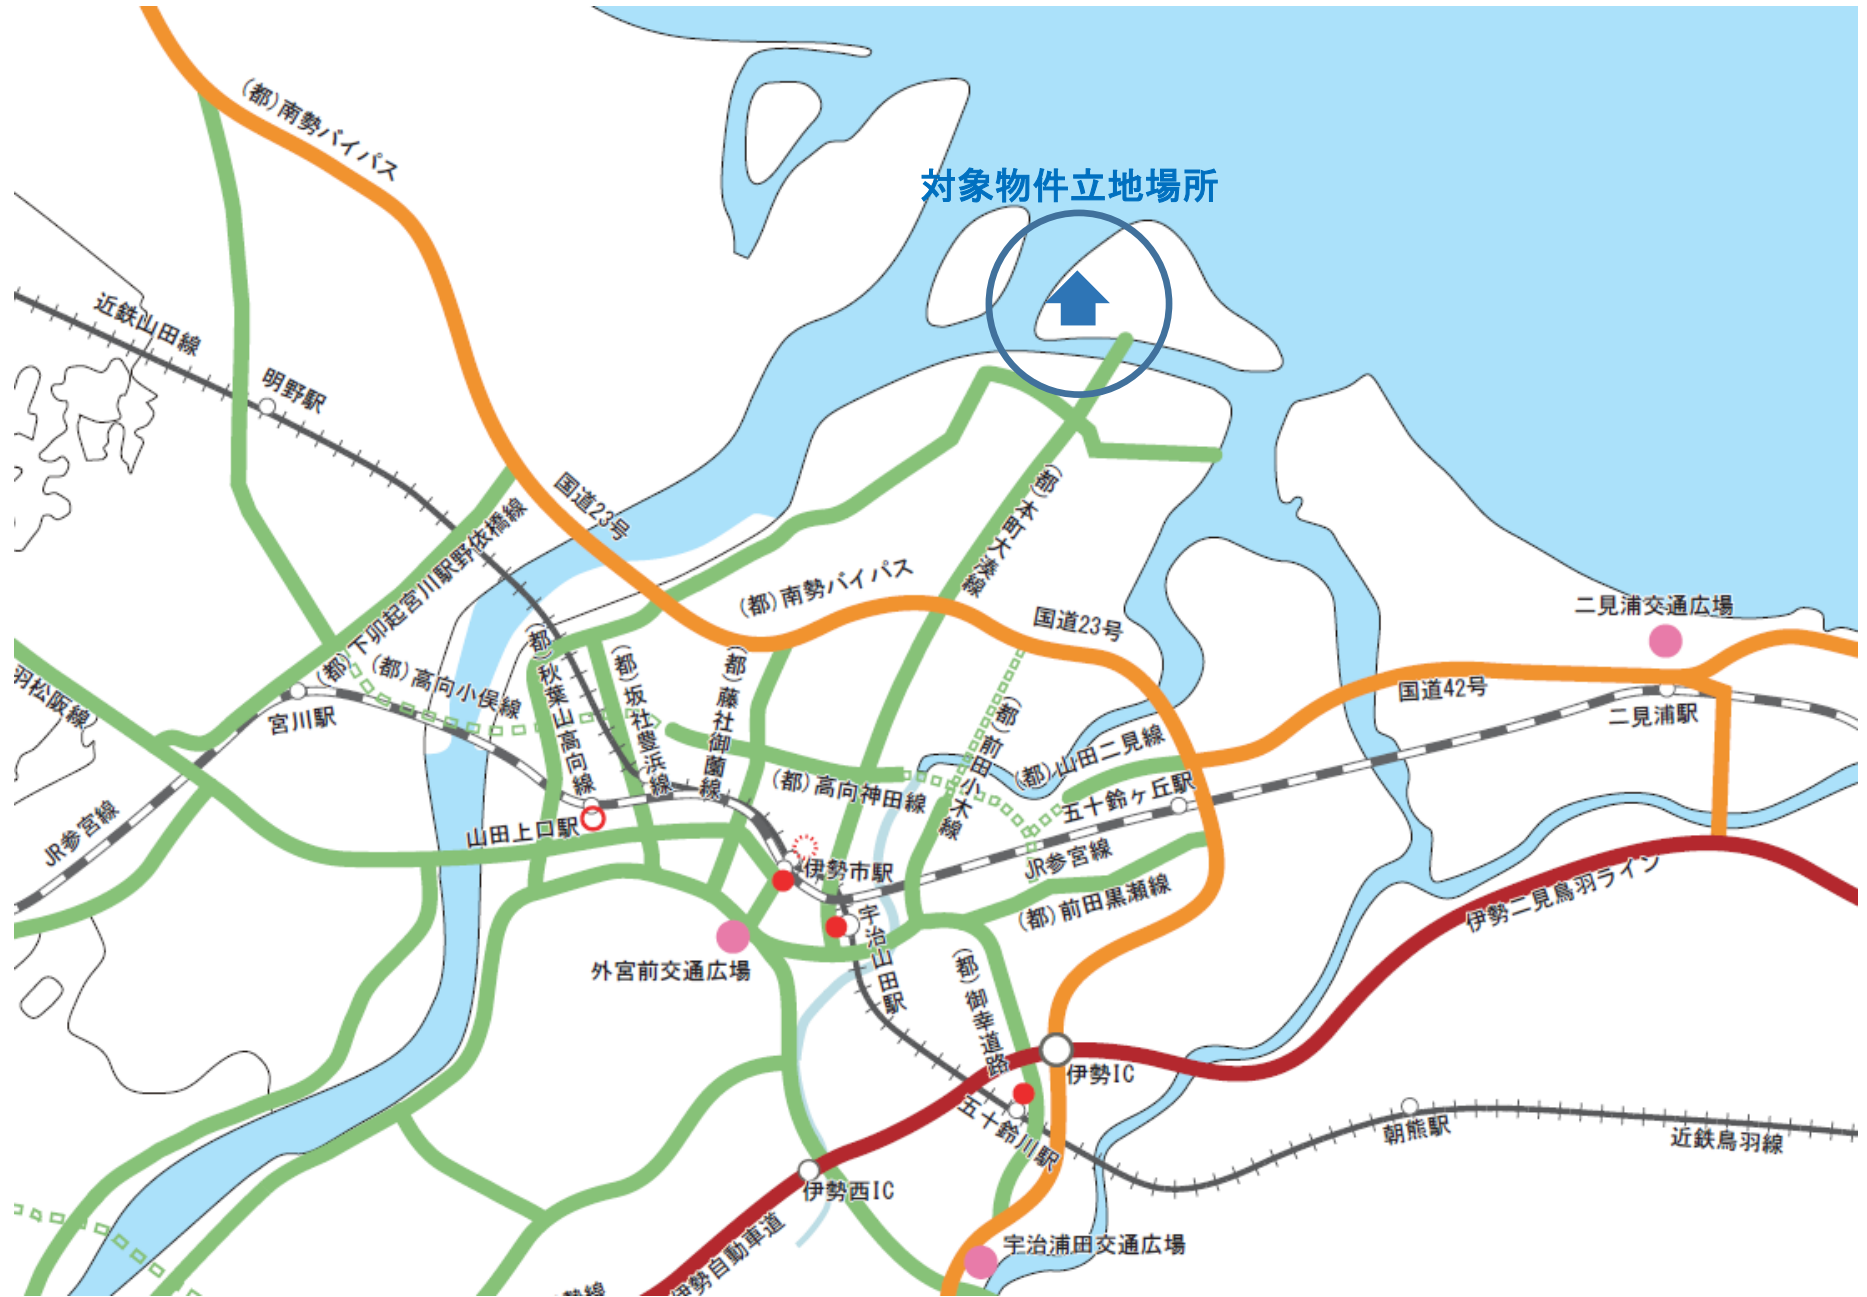 (都)南勢バイパス
対象物件立地場所
近鉄山田線
明野駅
国道23号
(都)本町大湊線
(都)下卯起宮川駅野依橋線
(都)南勢バイパス
国道23号
二見浦交通広場
羽松阪線)
(都)高向小俣線
宮川駅
(都)秋葉山高向線
(都)坂社豊浜線
(都)藤社御薗線
(都)前田小木線
国道42号
二見浦駅
(都)山田二見線
(都)高向神田線
五十鈴ヶ丘駅
JR参宮線
山田上口駅
伊勢市駅
JR参宮線
(都)前田黒瀬線
伊勢二見鳥羽ライン
宇治山田駅
外宮前交通広場
(都)御幸道路
伊勢IC
五十鈴川駅
朝熊駅
近鉄鳥羽線
伊勢西IC
宇治浦田交通広場
伊勢自動車道
勢線